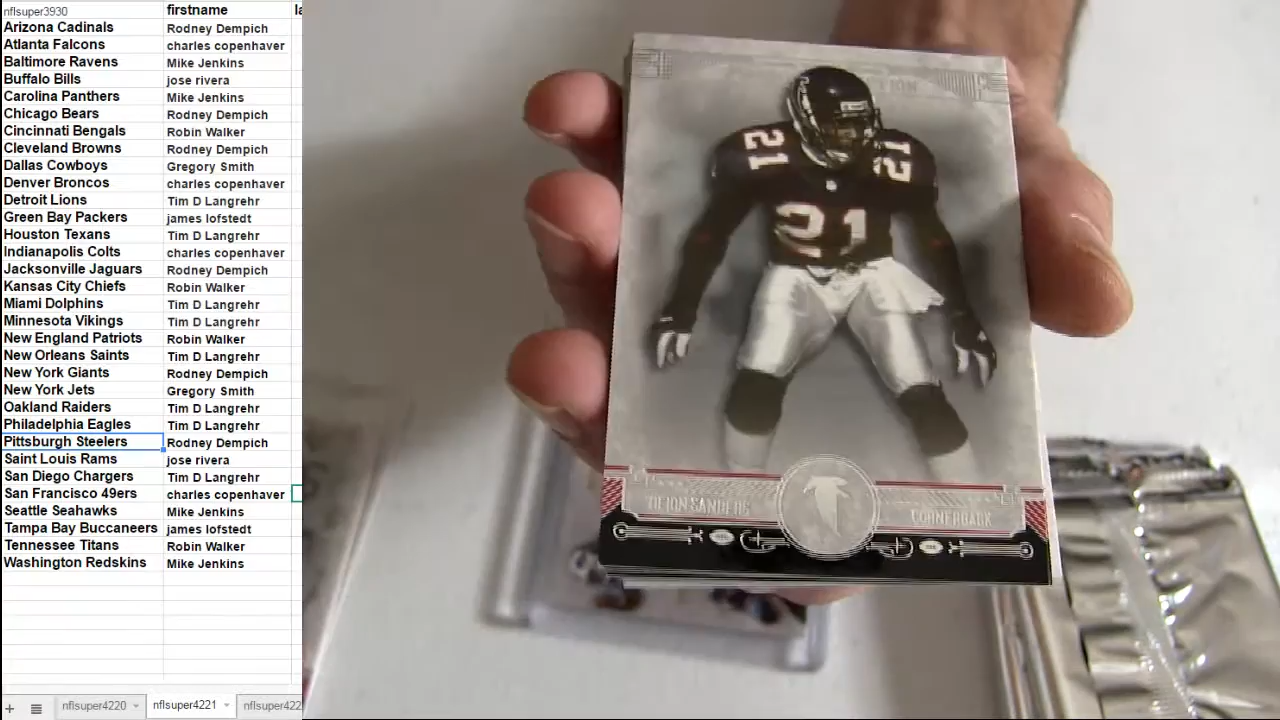 nflsuper3930 firstname la
Arizona Cadinals Rodney Dempich
Atlanta Falcons charles copenhaver
Baltimore Ravens Mike Jenkins
Buffalo Bills jose rivera
Carolina Panthers Mike Jenkins
Chicago Bears Rodney Dempich
Cincinnati Bengals Robin Walker
Cleveland Browns Rodney Dempich
Dallas Cowboys Gregory Smith
Denver Broncos charles copenhaver
Detroit Lions Tim D Langrehr
Green Bay Packers james lofstedt
Houston Texans Tim D Langrehr
Indianapolis Colts charles copenhaver
Jacksonville Jaguars Rodney Dempich
Kansas City Chiefs Robin Walker
Miami Dolphins Tim D Langrehr
Minnesota Vikings Tim D Langrehr
New England Patriots Robin Walker
New Orleans Saints Tim D Langrehr
New York Giants Rodney Dempich
New York Jets Gregory Smith
Oakland Raiders Tim D Langrehr
Philadelphia Eagles Tim D Langrehr
Pittsburgh Steelers Rodney Dempich
Saint Louis Rams jose rivera
San Diego Chargers Tim D Langrehr
San Francisco 49ers charles copenhaver
Seattle Seahawks Mike Jenkins
Tampa Bay Buccaneers james lofstedt
Tennessee Titans Robin Walker
Washington Redskins Mike Jenkins
nflsuper4220 nflsuper4221 nflsuper422
21 21
21
DEION SANDERS CORNERBACK